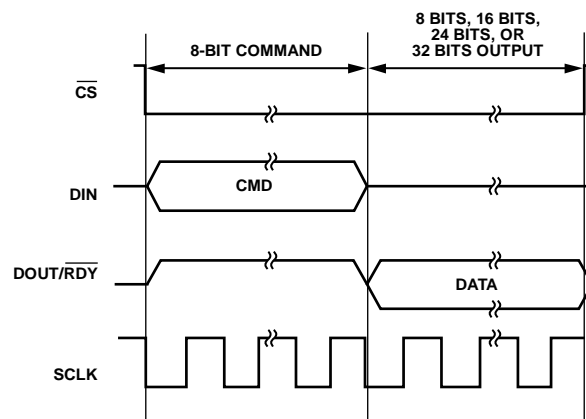 8 BITS, 16 BITS,
24 BITS, OR
32 BITS OUTPUT
8-BIT COMMAND
CS
DIN
CMD
DOUT/RDY
DATA
SCLK